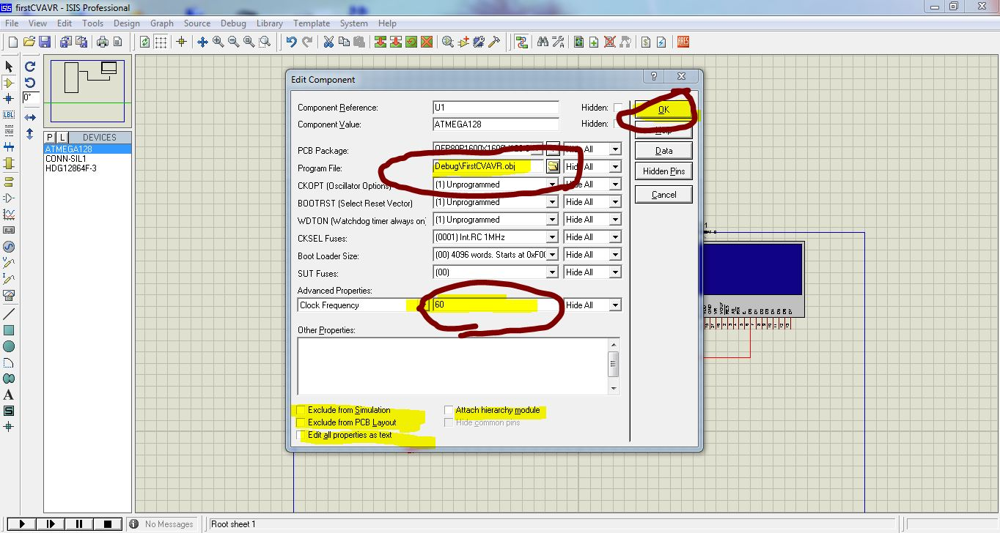 ISIS firstCVAVR - ISIS Professional
File View Edit Tools Design Graph Source Debug Library Template System Help
ARES
0°
LBL
P L DEVICES
ATMEGA128
CONN-SIL1
HDG12864F-3
A
S
Edit Component
?
Component Reference: U1 Hidden:
Component Value: ATMEGA128 Hidden:
PCB Package: Hide All
Program File: Debug\FirstCVAVR.obj Hide All
CKOPT (Oscillator Options) (1) Unprogrammed Hide All
BOOTRST (Select Reset Vector) (1) Unprogrammed Hide All
WDTON (Watchdog timer always on) (1) Unprogrammed Hide All
CKSEL Fuses: (0001) Int.RC 1MHz Hide All
Boot Loader Size: (00) 4096 words. Starts at 0xF00 Hide All
SUT Fuses: (00) Hide All
Advanced Properties:
Clock Frequency 60 Hide All
Other Properties:
Exclude from Simulation Attach hierarchy module
Exclude from PCB Layout Hide common pins
Edit all properties as text
OK
Help
Data
Hidden Pins
Cancel
No Messages Root sheet 1